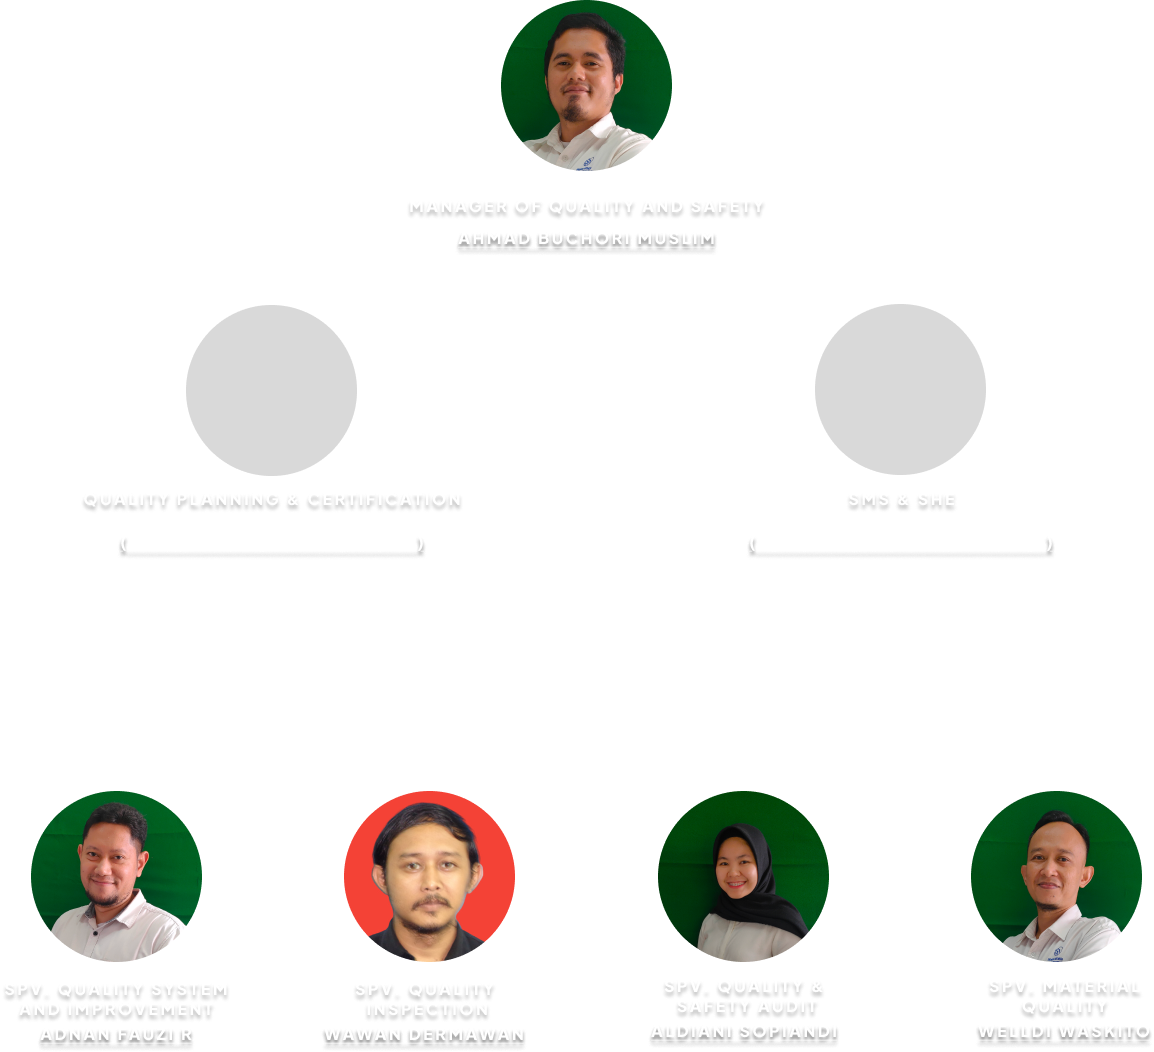 MANAGER OF QUALITY AND SAFETY
AHMAD BUCHORI MUSLIM
QUALITY PLANNING & CERTIFICATION
SMS & SHE
( )
( )
SPV. QUALITY SYSTEM
AND IMPROVEMENT
ADNAN FAUZI R
SPV. QUALITY
INSPECTION
WAWAN DERMAWAN
SPV. QUALITY &
SAFETY AUDIT
ALDIANI SOPIANDI
SPV. MATERIAL
QUALITY
WELLDI WASKITO